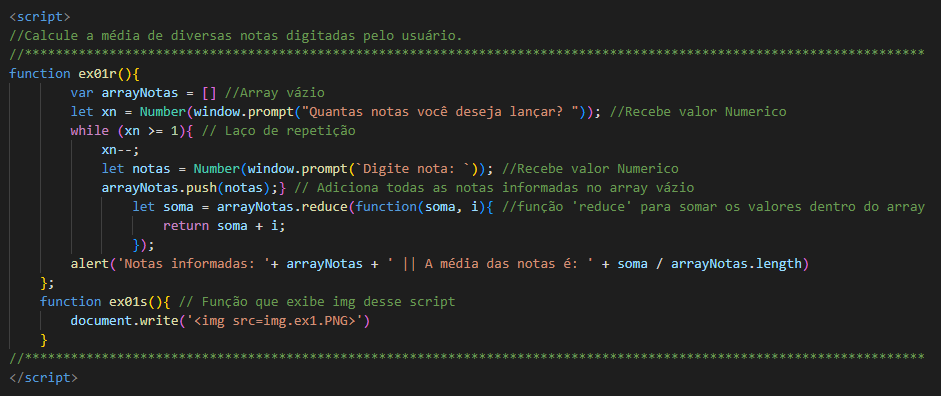 <script>
//Calcule a média de diversas notas digitadas pelo usuário.
//*********************************************************************************************************************
function ex01r(){
var arrayNotas = [] //Array vázio
let xn = Number(window.prompt("Quantas notas você deseja lançar? ")); //Recebe valor Numerico
while (xn >= 1){ // Laço de repetição
xn--;
let notas = Number(window.prompt(`Digite nota: `)); //Recebe valor Numerico
arrayNotas.push(notas);} // Adiciona todas as notas informadas no array vázio
let soma = arrayNotas.reduce(function(soma, i){ //função 'reduce' para somar os valores dentro do array
return soma + i;
});
alert('Notas informadas: '+ arrayNotas + ' || A média das notas é: ' + soma / arrayNotas.length)
};
function ex01s(){ // Função que exibe img desse script
document.write('<img src=img.ex1.PNG>')
}
//*********************************************************************************************************************
</script>